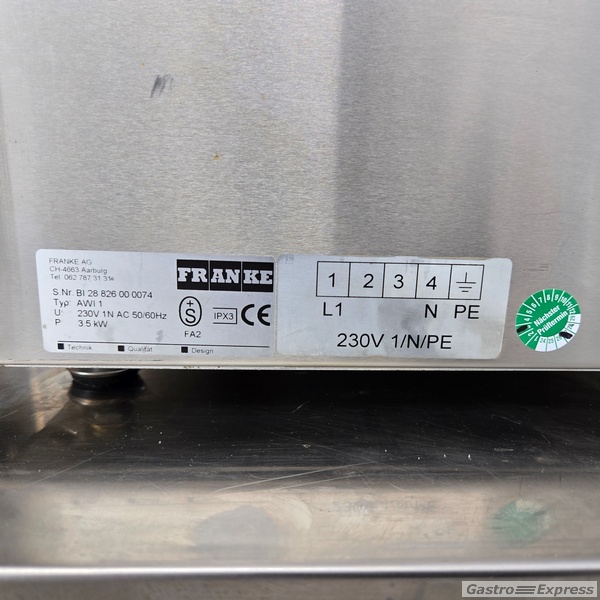 FRANKE AG
CH-4663 Aarburg
Tel. 062 787 31 31
FRANKE
S.Nr. BI 28 826 00 0074
Typ: AWI 1
U: 230V 1N AC 50/60Hz
P: 3.5 kW
+
S
FA2
IPX3
CE
Technik
Qualität
Design
1 2 3 4
L1 N PE
230V 1/N/PE
Nächster
Prüftermin
Gastro Express